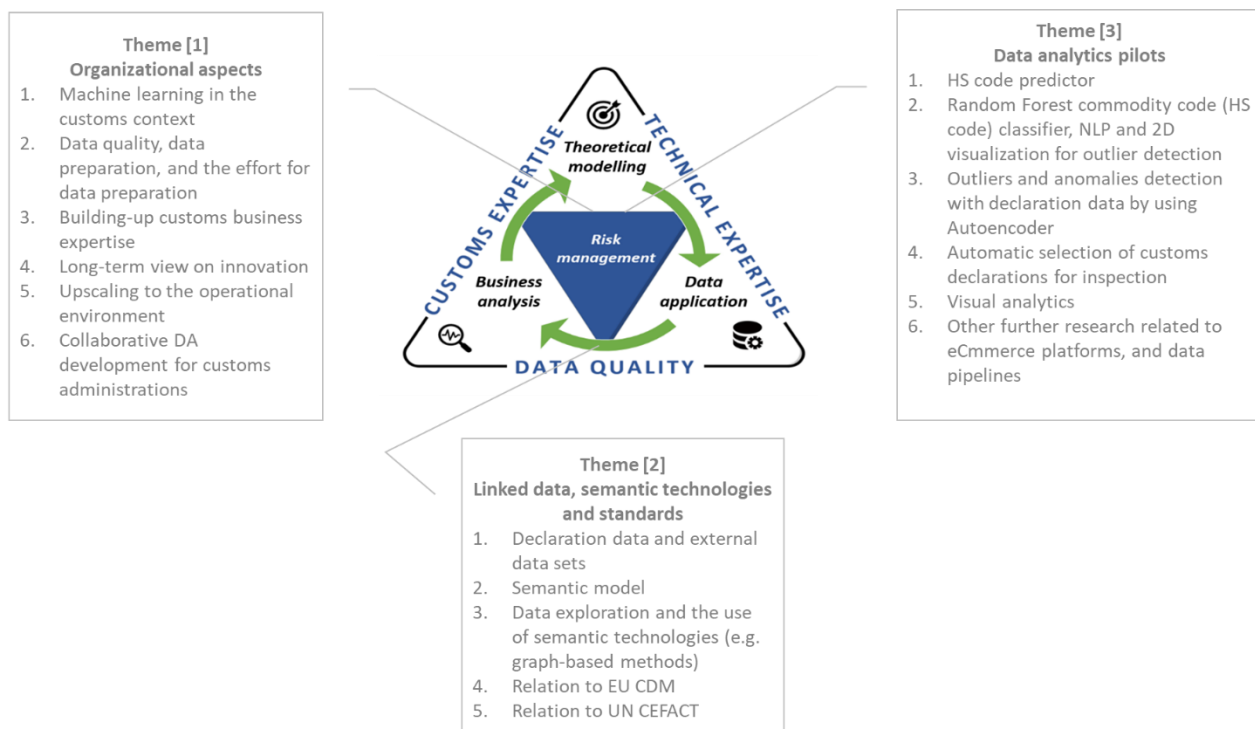 Theme [1]
Organizational aspects
1. Machine learning in the
customs context
2. Data quality, data
preparation, and the effort for
data preparation
3. Building-up customs business
expertise
4. Long-term view on innovation
5. Upscaling to the operational
environment
6. Collaborative DA
development for customs
administrations
CUSTOMS EXPERTISE
TECHNICAL EXPERTISE
DATA QUALITY
Theoretical
modelling
Risk
management
Business
analysis
Data
application
Theme [3]
Data analytics pilots
1. HS code predictor
2. Random Forest commodity code (HS
code) classifier, NLP and 2D
visualization for outlier detection
3. Outliers and anomalies detection
with declaration data by using
Autoencoder
4. Automatic selection of customs
declarations for inspection
5. Visual analytics
6. Other further research related to
eCmmerce platforms, and data
pipelines
Theme [2]
Linked data, semantic technologies
and standards
1. Declaration data and external
data sets
2. Semantic model
3. Data exploration and the use
of semantic technologies (e.g.
graph-based methods)
4. Relation to EU CDM
5. Relation to UN CEFACT